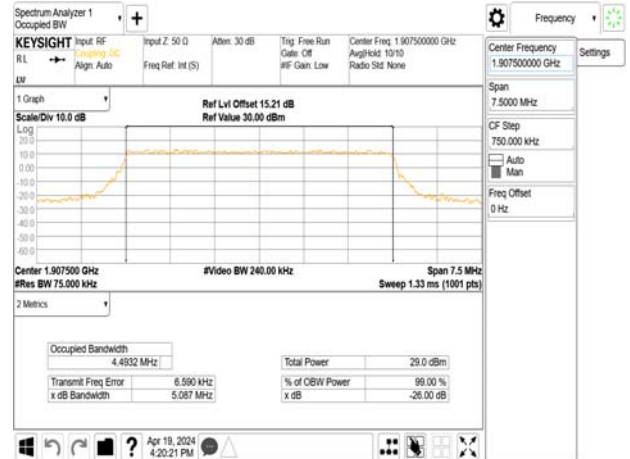 Spectrum Analyzer 1
Occupied BW
Frequency
KEYSIGHT
Input: RF
Input Z: 50 Ω
Atten: 30 dB
Trig: Free Run
Center Freq: 1.907500000 GHz
RL
Coupling: DC
Gate: Off
Avg|Hold: 10/10
Align: Auto
Freq Ref: Int (S)
#IF Gain: Low
Radio Std: None
Center Frequency
1.907500000 GHz
Settings
Span
7.5000 MHz
CF Step
750.000 kHz
Auto
Man
Freq Offset
0 Hz
1 Graph
Ref Lvl Offset 15.21 dB
Scale/Div 10.0 dB
Ref Value 30.00 dBm
Log
20.0
10.0
0.00
-10.0
-20.0
-30.0
-40.0
-50.0
-60.0
Center 1.907500 GHz
#Video BW 240.00 kHz
Span 7.5 MHz
#Res BW 75.000 kHz
Sweep 1.33 ms (1001 pts)
2 Metrics
Occupied Bandwidth
4.4932 MHz
Total Power
29.0 dBm
Transmit Freq Error
6.590 kHz
% of OBW Power
99.00 %
x dB Bandwidth
5.087 MHz
x dB
-26.00 dB
?
Apr 19, 2024
4:20:21 PM